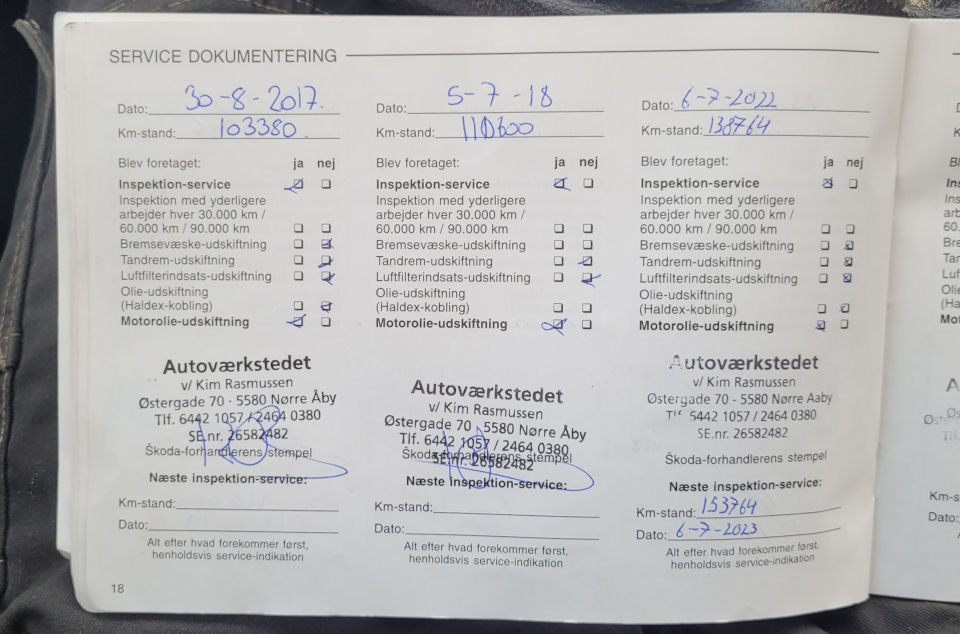 SERVICE DOKUMENTERING
Dato: 30-8-2017.
Km-stand: 103380
Blev foretaget: ja nej
Inspektion-service
Inspektion med yderligere
arbejder hver 30.000 km /
60.000 km / 90.000 km
Bremsevæske-udskiftning
Tandrem-udskiftning
Luftfilterindsats-udskiftning
Olie-udskiftning
(Haldex-kobling)
Motorolie-udskiftning
Autoværkstedet
v/ Kim Rasmussen
Østergade 70 · 5580 Nørre Åby
Tlf. 6442 1057 / 2464 0380
SE.nr. 26582482
Škoda-forhandlerens stempel
Næste inspektion-service:
Km-stand:
Dato:
Alt efter hvad forekommer først,
henholdsvis service-indikation
18
Dato: 5-7-18
Km-stand: 110600
Blev foretaget: ja nej
Inspektion-service
Inspektion med yderligere
arbejder hver 30.000 km /
60.000 km / 90.000 km
Bremsevæske-udskiftning
Tandrem-udskiftning
Luftfilterindsats-udskiftning
Olie-udskiftning
(Haldex-kobling)
Motorolie-udskiftning
Autoværkstedet
v/ Kim Rasmussen
Østergade 70 · 5580 Nørre Åby
Tlf. 6442 1057 / 2464 0380
Škoda-forhandlerens stempel
SE.nr. 26582482
Næste inspektion-service:
Km-stand:
Dato:
Alt efter hvad forekommer først,
henholdsvis service-indikation
Dato: 6-7-2022
Km-stand: 138764
Blev foretaget: ja nej
Inspektion-service
Inspektion med yderligere
arbejder hver 30.000 km /
60.000 km / 90.000 km
Bremsevæske-udskiftning
Tandrem-udskiftning
Luftfilterindsats-udskiftning
Olie-udskiftning
(Haldex-kobling)
Motorolie-udskiftning
Autoværkstedet
v/ Kim Rasmussen
Østergade 70 - 5580 Nørre Aaby
Tlf 6442 1057 / 2464 0380
SE.nr. 26582482
Škoda-forhandlerens stempel
Næste inspektion-service:
Km-stand: 153764
Dato: 6-7-2023
Alt efter hvad forekommer først,
henholdsvis service-indikation